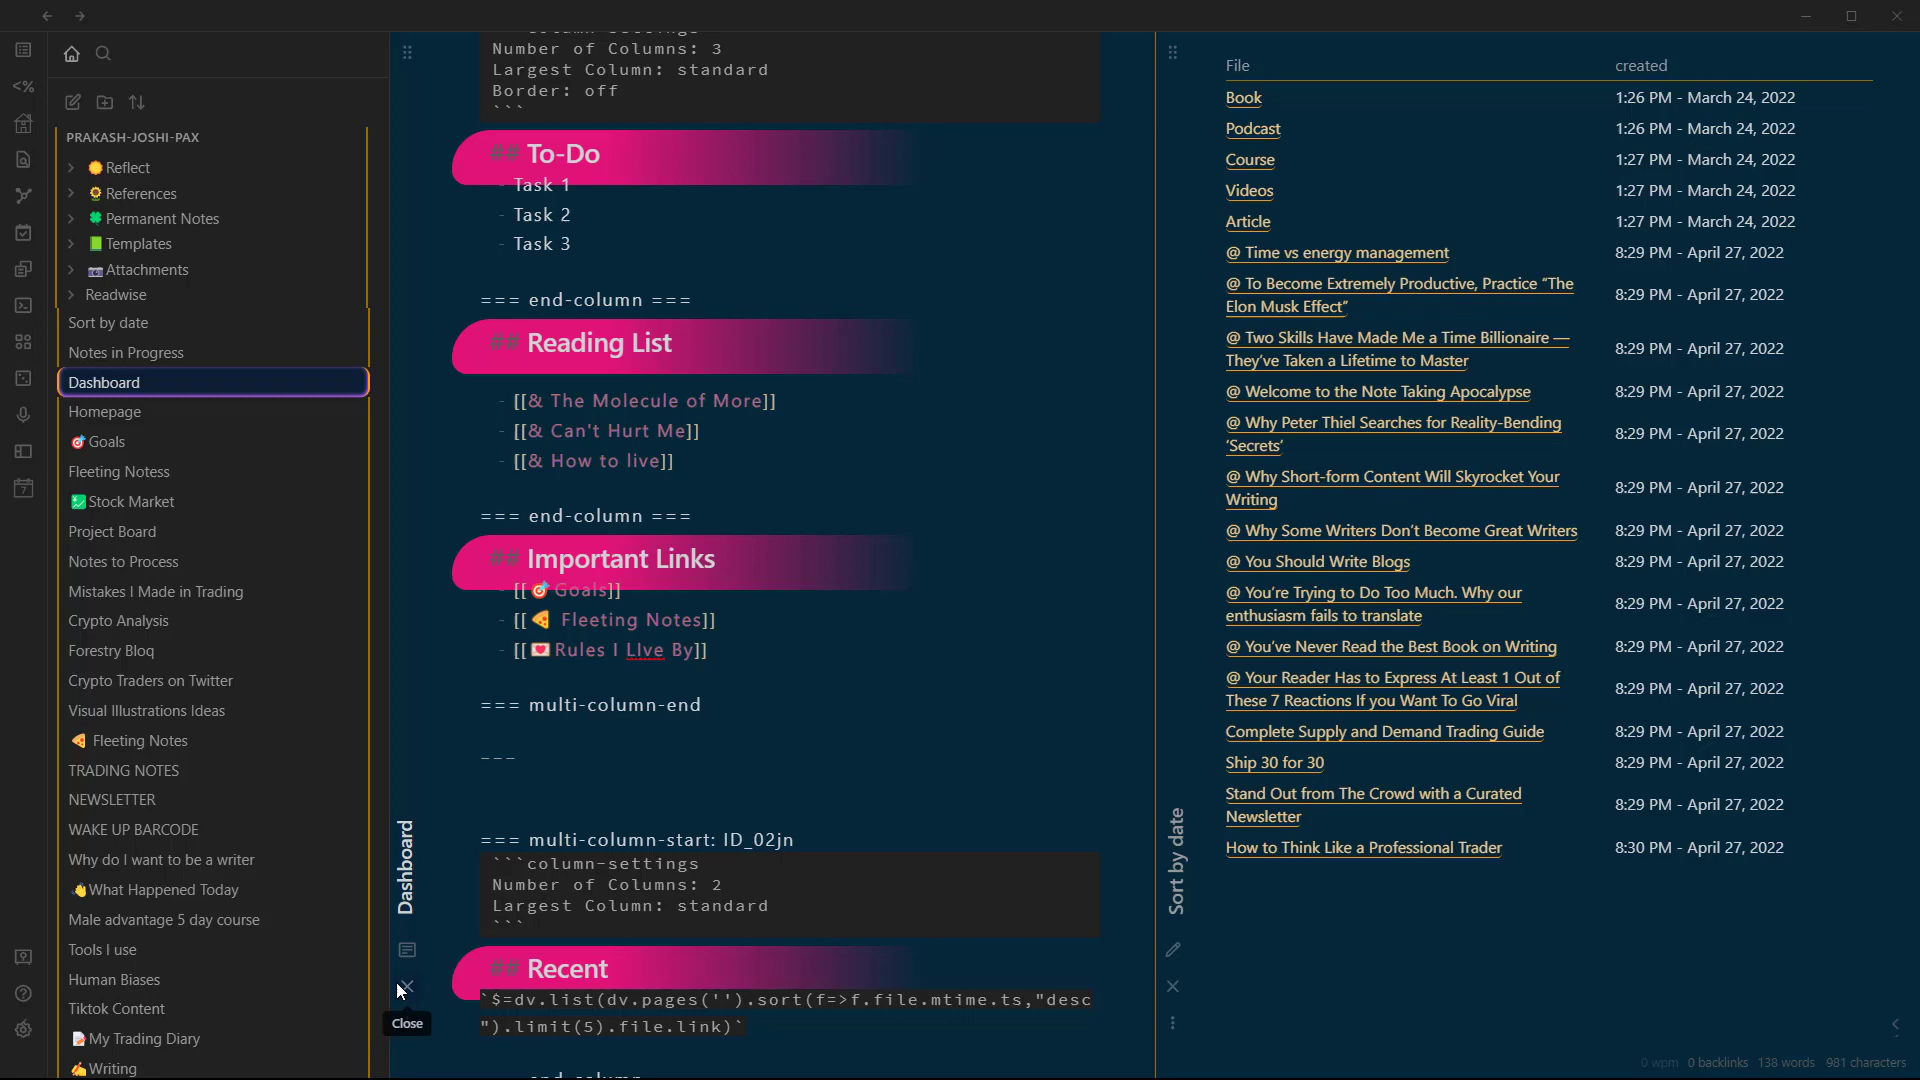 PRAKASH-JOSHI-PAX
Reflect
References
Permanent Notes
Templates
Attachments
Readwise
Sort by date
Notes in Progress
Dashboard
Homepage
Goals
Fleeting Notess
Stock Market
Project Board
Notes to Process
Mistakes I Made in Trading
Crypto Analysis
Forestry Bloq
Crypto Traders on Twitter
Visual Illustrations Ideas
Fleeting Notes
TRADING NOTES
NEWSLETTER
WAKE UP BARCODE
Why do I want to be a writer
What Happened Today
Male advantage 5 day course
Tools I use
Human Biases
Tiktok Content
My Trading Diary
Writing
Dashboard
Close
Number of Columns: 3
Largest Column: standard
Border: off
```
## To-Do
- Task 1
- Task 2
- Task 3
=== end-column ===
## Reading List
- [[& The Molecule of More]]
- [[& Can't Hurt Me]]
- [[& How to live]]
=== end-column ===
## Important Links
- [[🎯Goals]]
- [[🍕 Fleeting Notes]]
- [[💌Rules I LIve By]]
=== multi-column-end
---
=== multi-column-start: ID_02jn
```column-settings
Number of Columns: 2
Largest Column: standard
```
## Recent
`$=dv.list(dv.pages('').sort(f=>f.file.mtime.ts,"desc
").limit(5).file.link)`
Sort by date
File created
Book 1:26 PM - March 24, 2022
Podcast 1:26 PM - March 24, 2022
Course 1:27 PM - March 24, 2022
Videos 1:27 PM - March 24, 2022
Article 1:27 PM - March 24, 2022
@ Time vs energy management 8:29 PM - April 27, 2022
@ To Become Extremely Productive, Practice “The
Elon Musk Effect” 8:29 PM - April 27, 2022
@ Two Skills Have Made Me a Time Billionaire —
They’ve Taken a Lifetime to Master 8:29 PM - April 27, 2022
@ Welcome to the Note Taking Apocalypse 8:29 PM - April 27, 2022
@ Why Peter Thiel Searches for Reality-Bending
‘Secrets’ 8:29 PM - April 27, 2022
@ Why Short-form Content Will Skyrocket Your
Writing 8:29 PM - April 27, 2022
@ Why Some Writers Don’t Become Great Writers 8:29 PM - April 27, 2022
@ You Should Write Blogs 8:29 PM - April 27, 2022
@ You’re Trying to Do Too Much. Why our
enthusiasm fails to translate 8:29 PM - April 27, 2022
@ You’ve Never Read the Best Book on Writing 8:29 PM - April 27, 2022
@ Your Reader Has to Express At Least 1 Out of
These 7 Reactions If you Want To Go Viral 8:29 PM - April 27, 2022
Complete Supply and Demand Trading Guide 8:29 PM - April 27, 2022
Ship 30 for 30 8:29 PM - April 27, 2022
Stand Out from The Crowd with a Curated
Newsletter 8:29 PM - April 27, 2022
How to Think Like a Professional Trader 8:30 PM - April 27, 2022
0 wpm 0 backlinks 138 words 981 characters